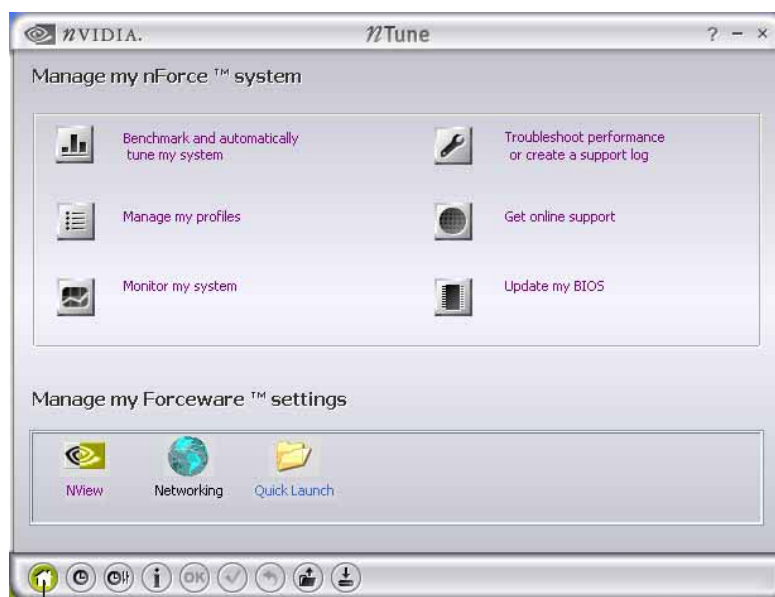 nVIDIA.
nTune
? – ×
Manage my nForce ™ system
Benchmark and automatically
tune my system
Troubleshoot performance
or create a support log
Manage my profiles
Get online support
Monitor my system
Update my BIOS
Manage my Forceware ™ settings
NView
Networking
Quick Launch
i
OK